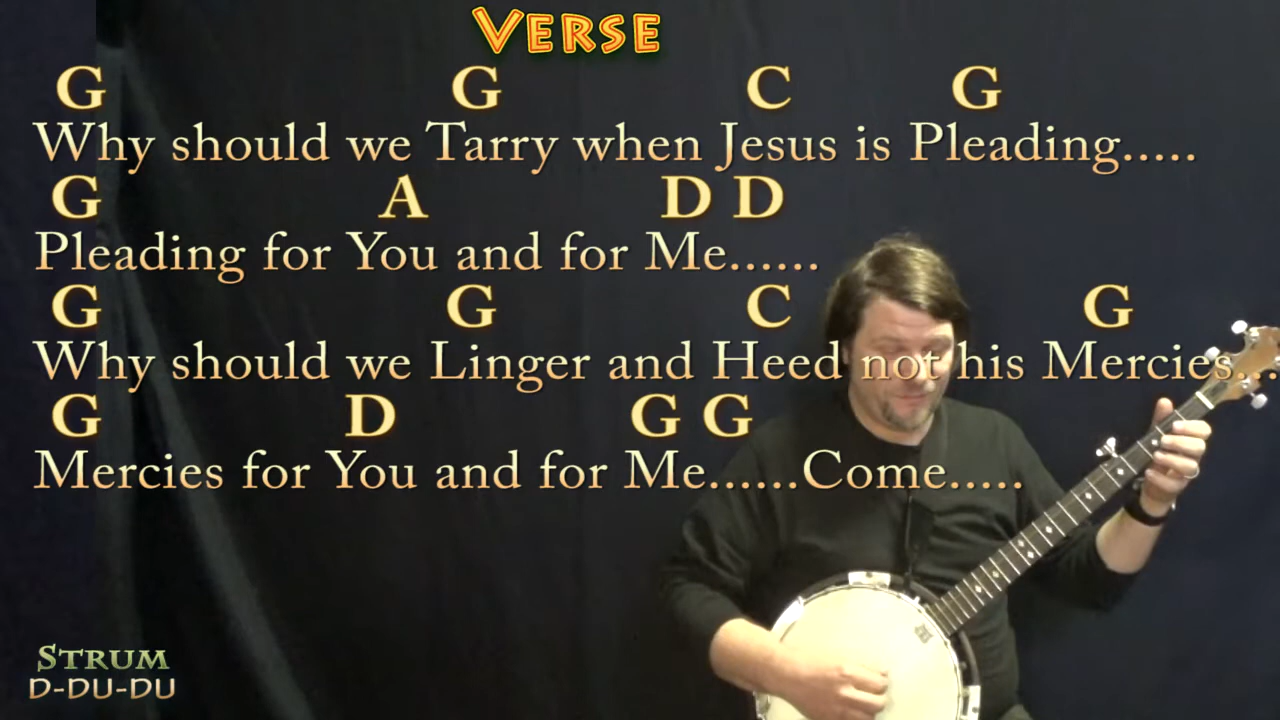 VERSE
G G C G
Why should we Tarry when Jesus is Pleading.....
G A D D
Pleading for You and for Me......
G G C G
Why should we Linger and Heed not his Mercies...
G D G G
Mercies for You and for Me......Come.....
STRUM
D-DU-DU